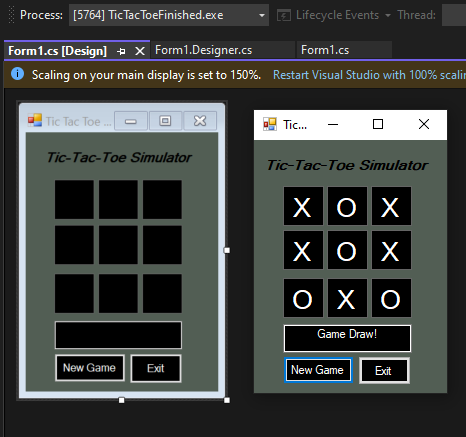 Process: [5764] TicTacToeFinished.exe Lifecycle Events Thread:
Form1.cs [Design] Form1.Designer.cs Form1.cs
Scaling on your main display is set to 150%. Restart Visual Studio with 100% scalin
Tic Tac Toe ...
Tic-Tac-Toe Simulator
New Game Exit
Tic...
Tic-Tac-Toe Simulator
X O X
X O X
O X O
Game Draw!
New Game Exit